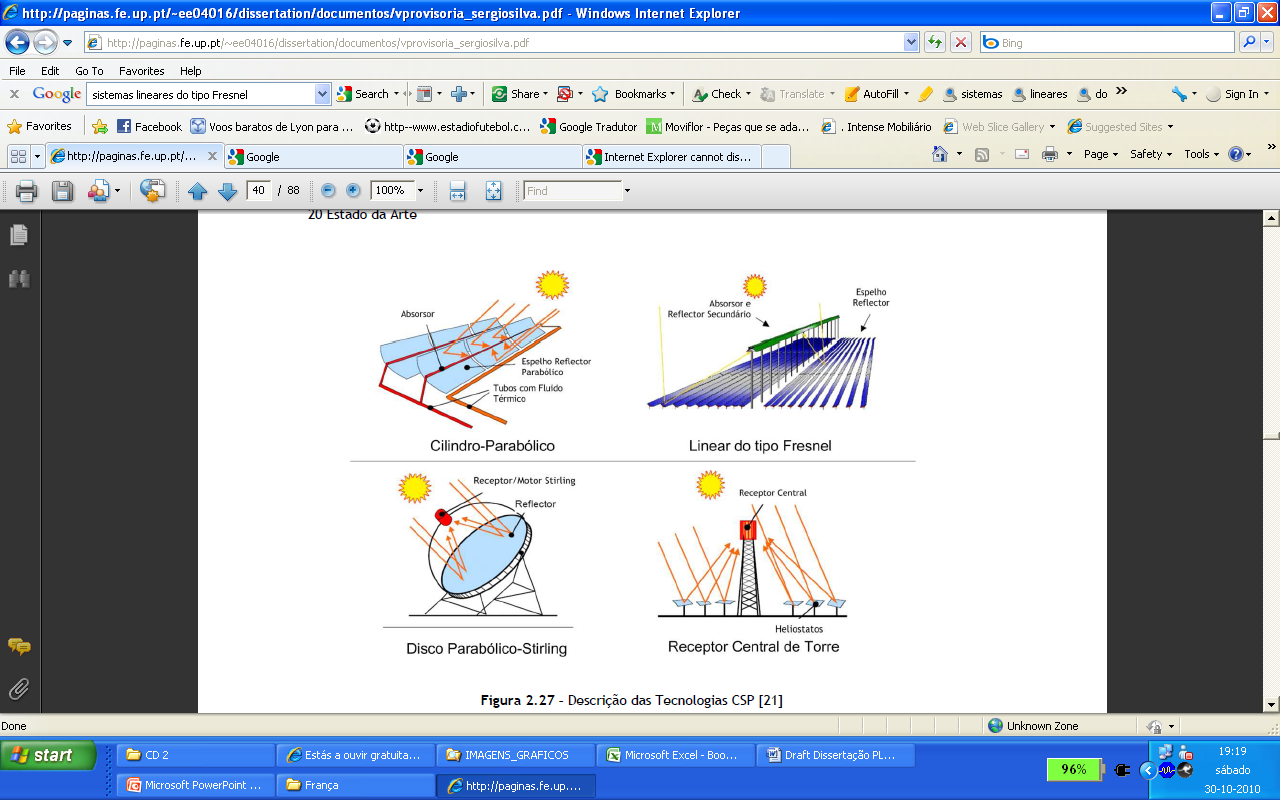 http://paginas.fe.up.pt/~ee04016/dissertation/documentos/vprovisoria_sergiosilva.pdf - Windows Internet Explorer
http://paginas.fe.up.pt/~ee04016/dissertation/documentos/vprovisoria_sergiosilva.pdf
Bing
File Edit Go To Favorites Help
x Google sistemas lineares do tipo Fresnel Search Share Bookmarks Check Translate AutoFill sistemas lineares do Sign In
Favorites Facebook Voos baratos de Lyon para ... http--www.estadiofutebol.c... Google Tradutor Moviflor - Peças que se ada... . Intense Mobiliário Web Slice Gallery Suggested Sites
http://paginas.fe.up.pt/... Google Google Internet Explorer cannot dis... Page Safety Tools
40 / 88 100% Find
20 Estado da Arte
Absorsor
Espelho Reflector
Parabólico
Tubos com Fluído
Térmico
Cilindro-Parabólico
Absorsor e
Reflector Secundário
Espelho
Reflector
Linear do tipo Fresnel
Receptor/Motor Stirling
Reflector
Disco Parabólico-Stirling
Receptor Central
Heliostatos
Receptor Central de Torre
Figura 2.27 - Descrição das Tecnologias CSP [21]
Done Unknown Zone
start CD 2 Estás a ouvir gratuita... IMAGENS_GRAFICOS Microsoft Excel - Boo... Draft Dissertação PL...
Microsoft PowerPoint ... França http://paginas.fe.up....
96%
19:19
sábado
30-10-2010